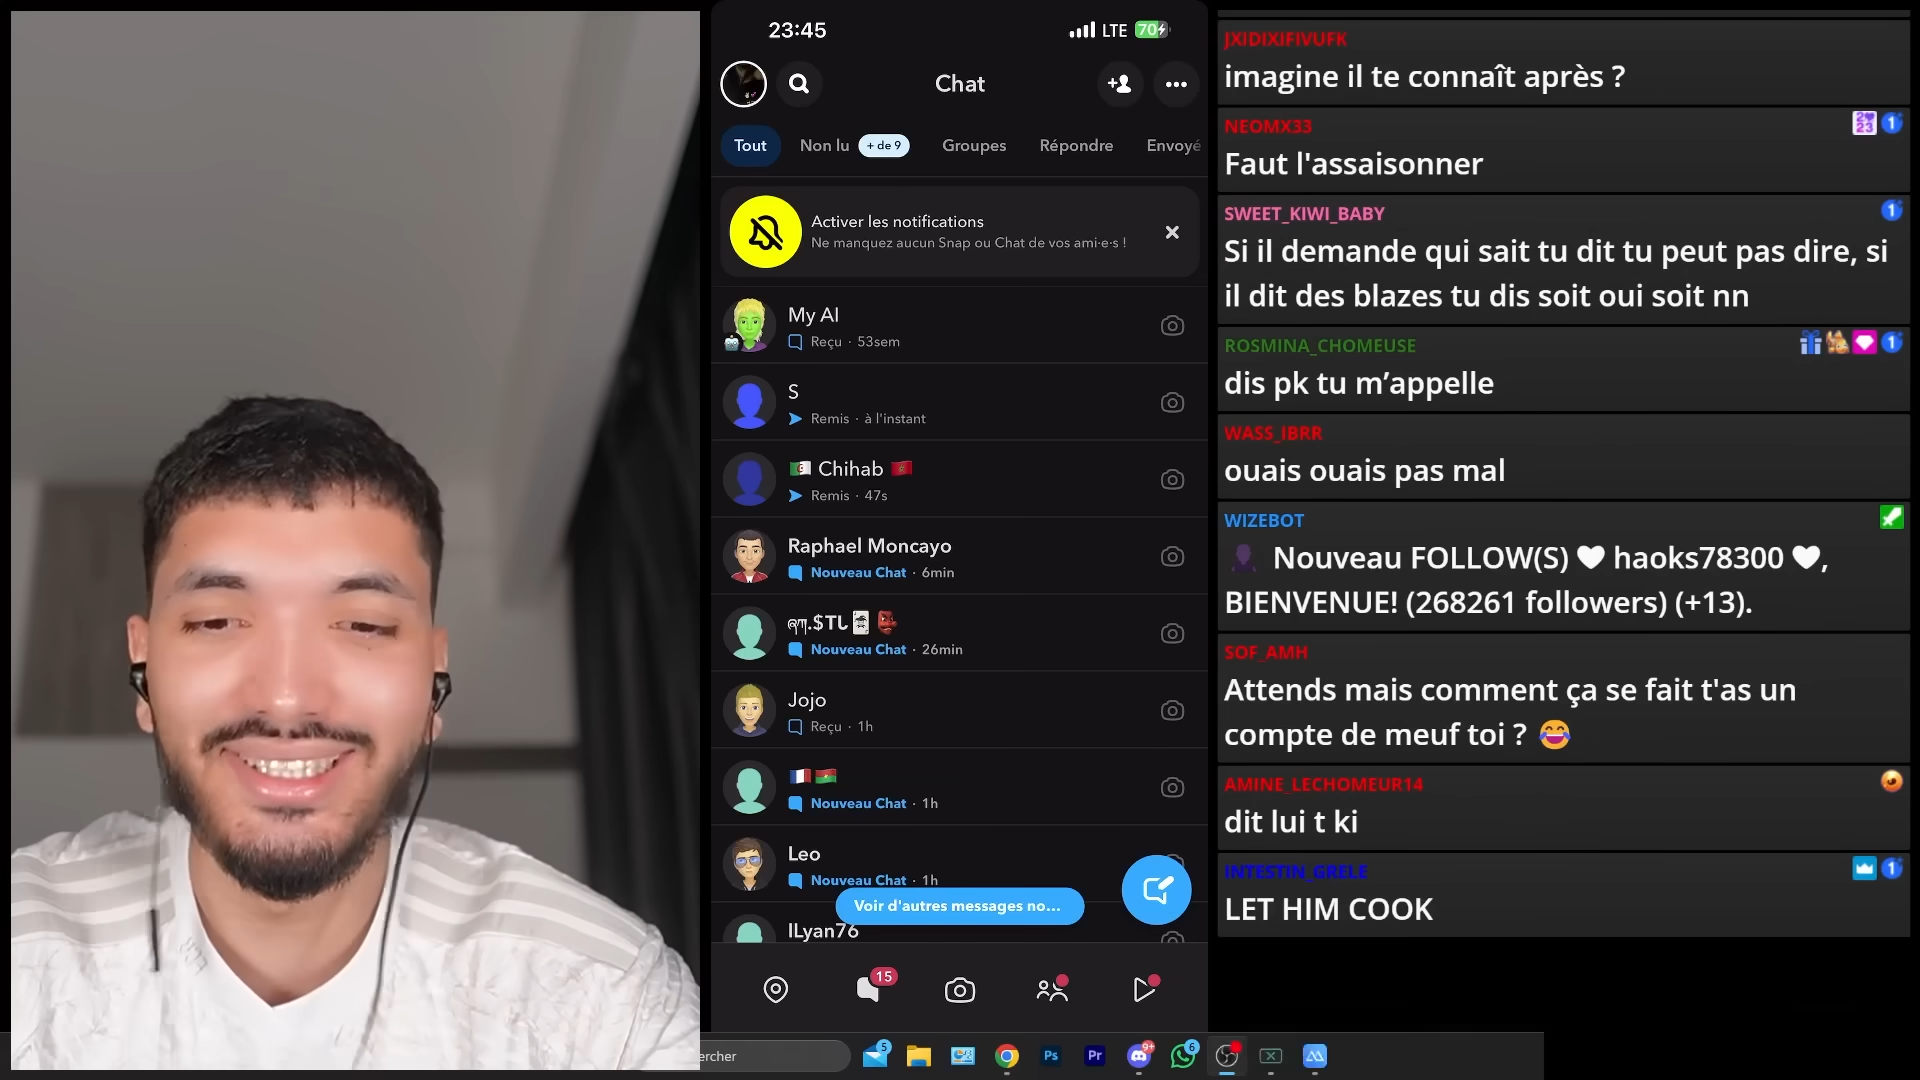 23:45
LTE
70
Chat
Tout
Non lu
+ de 9
Groupes
Répondre
Envoyé
Activer les notifications
Ne manquez aucun Snap ou Chat de vos ami·e·s !
My AI
Reçu · 53sem
S
Remis · à l'instant
🇩🇿 Chihab 🇲🇦
Remis · 47s
Raphael Moncayo
Nouveau Chat · 6min
Nouveau Chat · 26min
Jojo
Reçu · 1h
🇫🇷🇧🇫
Nouveau Chat · 1h
Leo
Nouveau Chat · 1h
Voir d'autres messages no...
ILyan76
15
ercher
5
Ps
Pr
9+
6
JXIDIXIFIVUFK
imagine il te connaît après ?
NEOMX33
Faut l'assaisonner
SWEET_KIWI_BABY
Si il demande qui sait tu dit tu peut pas dire, si
il dit des blazes tu dis soit oui soit nn
ROSMINA_CHOMEUSE
dis pk tu m’appelle
WASS_IBRR
ouais ouais pas mal
WIZEBOT
Nouveau FOLLOW(S) 🤍 haoks78300 🤍,
BIENVENUE! (268261 followers) (+13).
SOF_AMH
Attends mais comment ça se fait t'as un
compte de meuf toi ? 😂
AMINE_LECHOMEUR14
dit lui t ki
INTESTIN_GRELE
LET HIM COOK